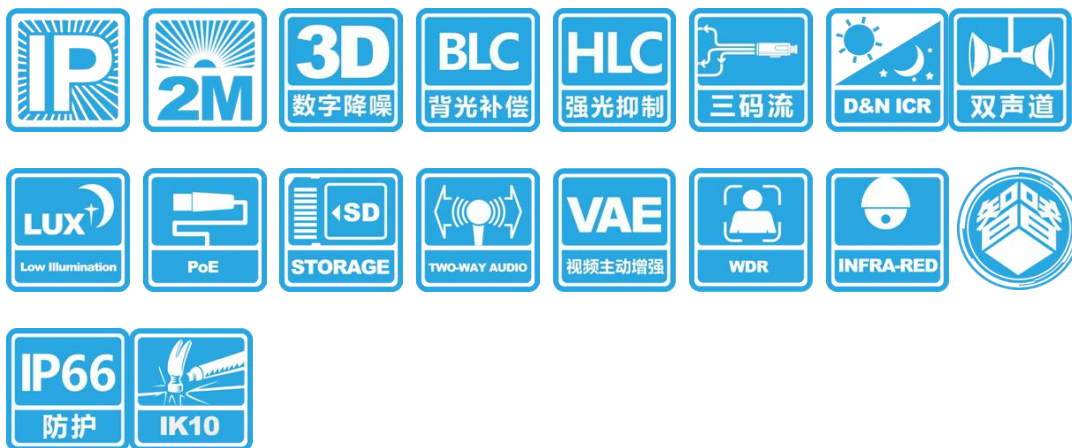 IP
2M
3D
数字降噪
BLC
背光补偿
HLC
强光抑制
三码流
D&N ICR
双声道
LUX
Low Illumination
PoE
SD
STORAGE
TWO-WAY AUDIO
VAE
视频主动增强
WDR
INFRA-RED
IP66
防护
IK10